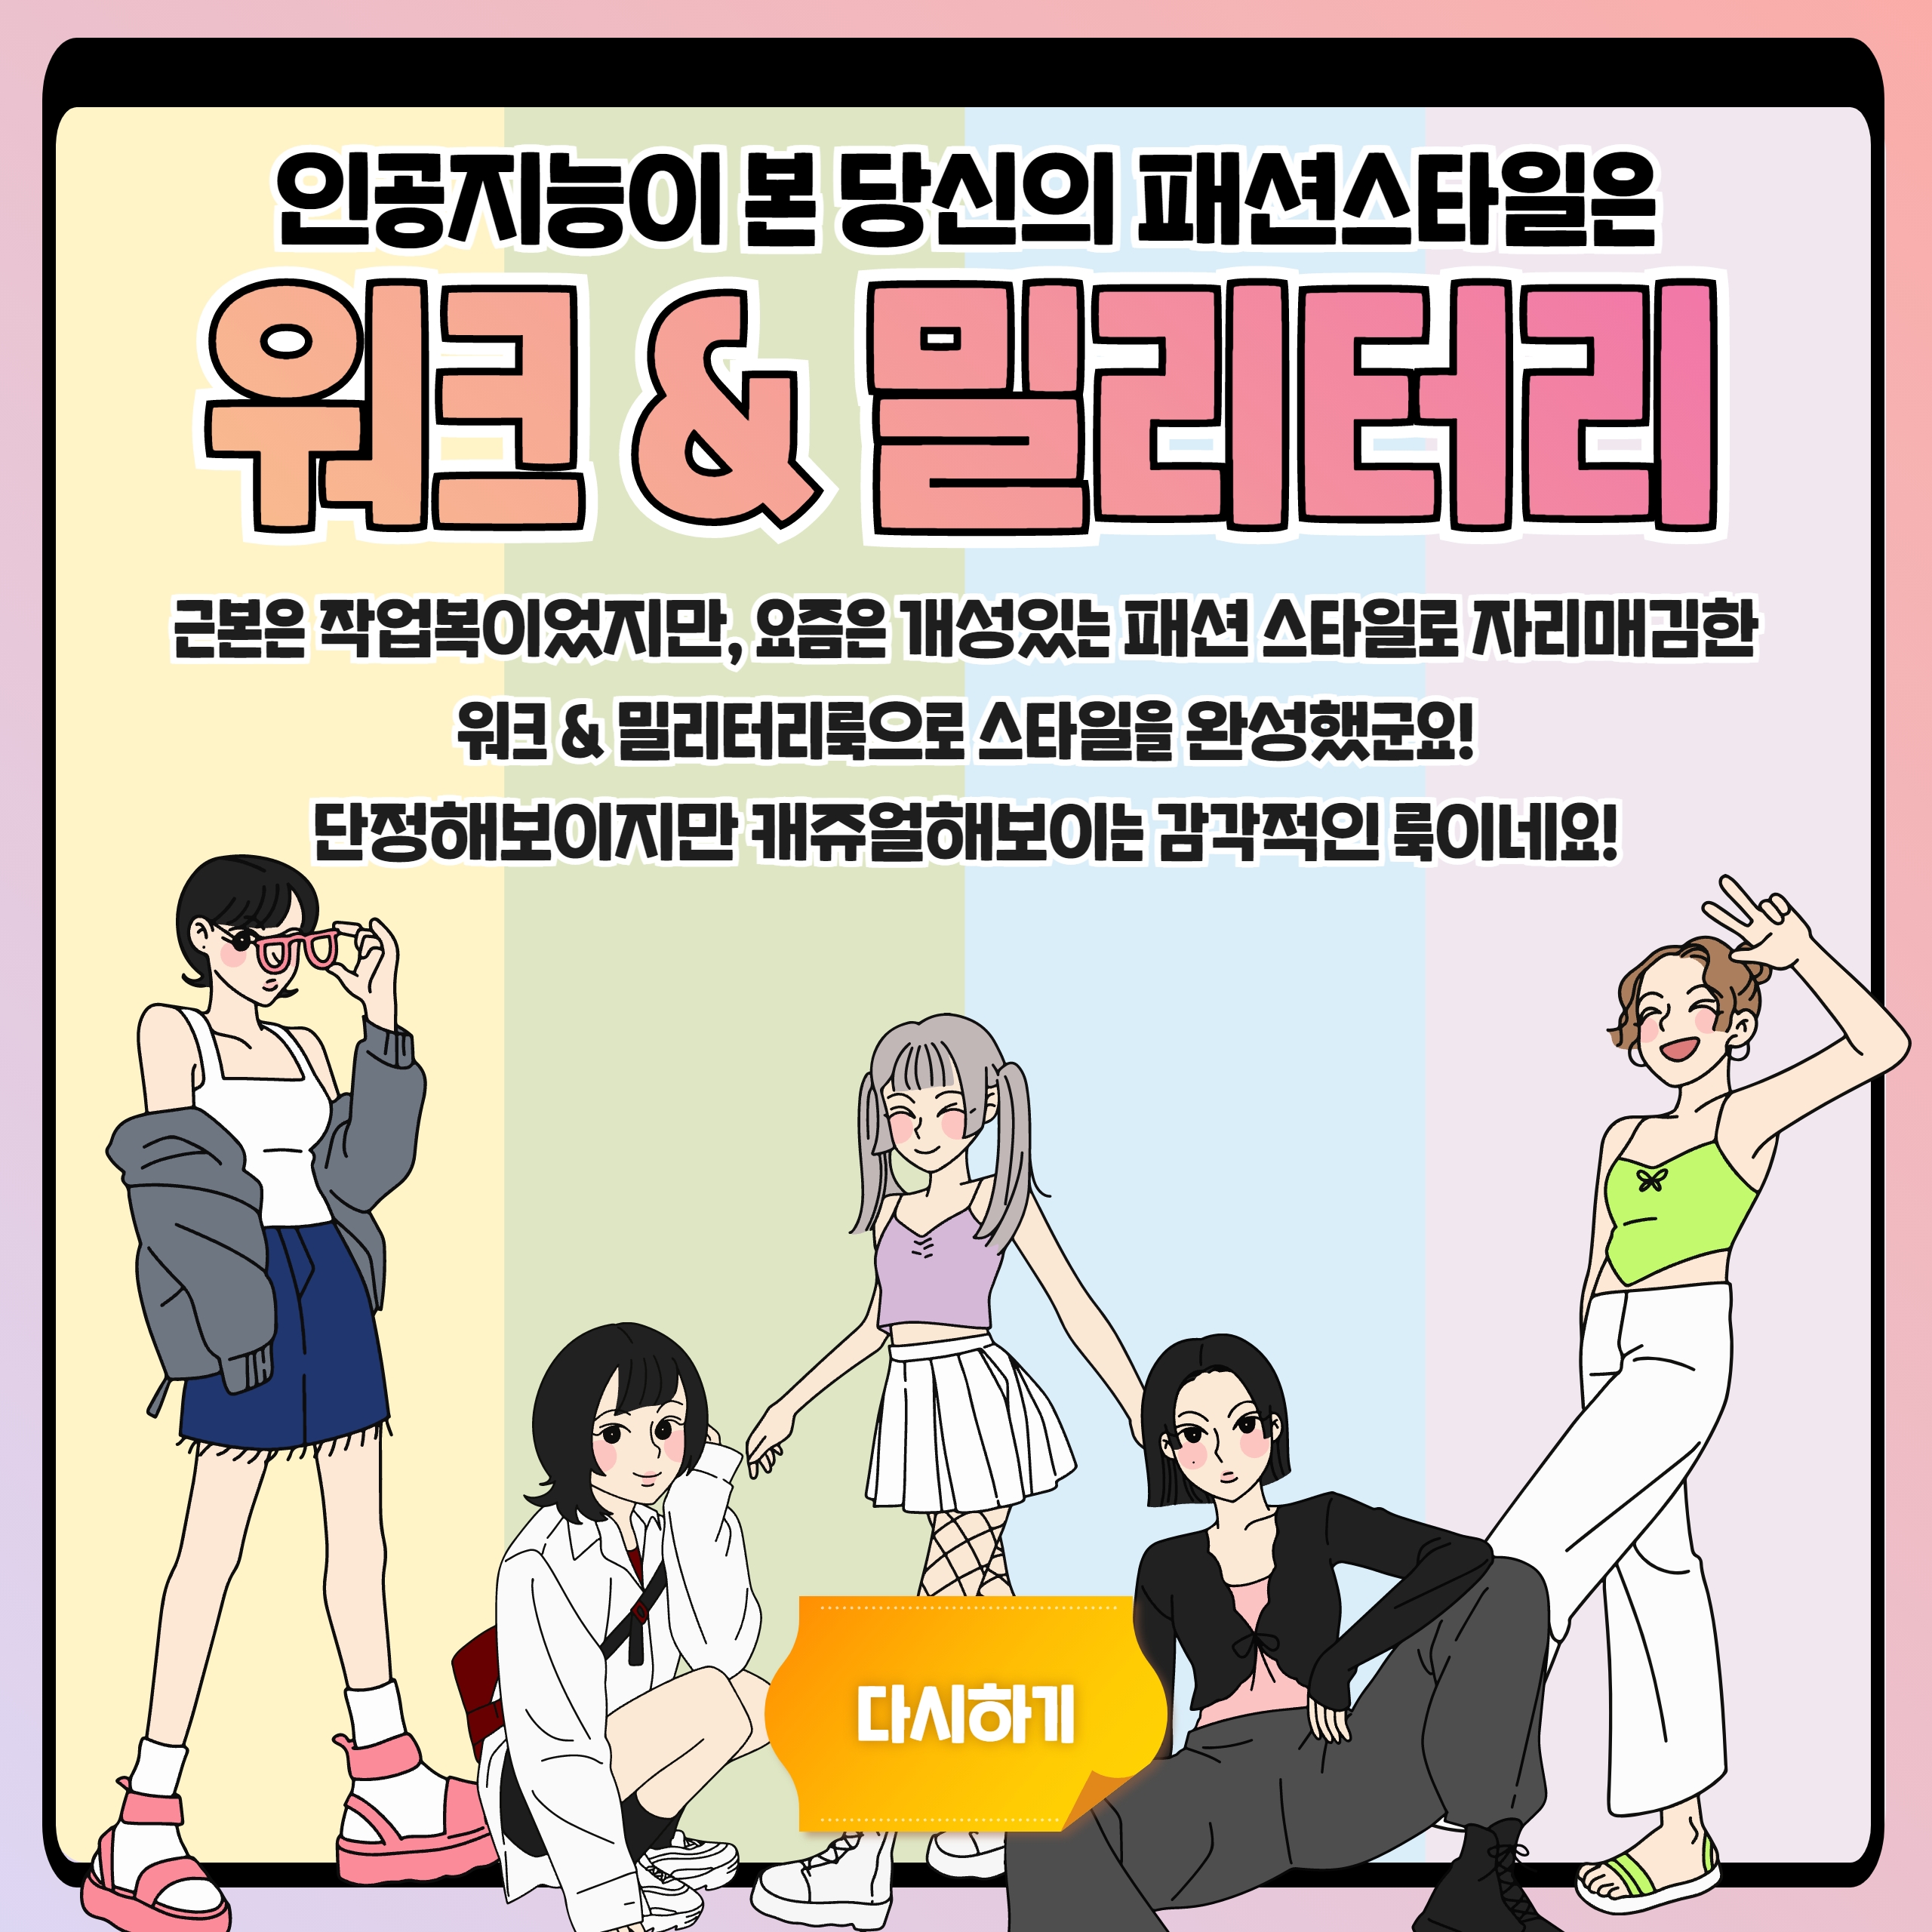 인공지능이 본 당신의 패션스타일은
워크 & 밀리터리
근본은 작업복이었지만, 요즘은 개성있는 패션 스타일로 자리매김한
워크 & 밀리터리룩으로 스타일을 완성했군요!
단정해보이지만 캐쥬얼해보이는 감각적인 룩이네요!
다시하기